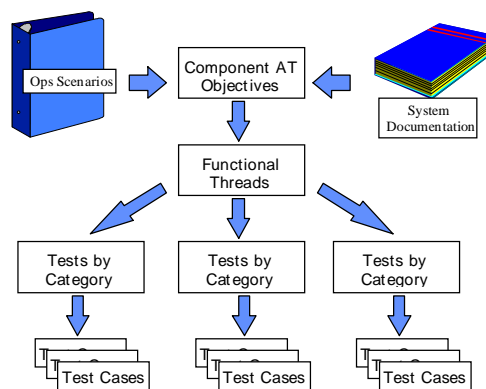 Ops Scenarios
Component AT
Objectives
System
Documentation
Functional
Threads
Tests by
Category
Tests by
Category
Tests by
Category
Test Cases
Test Cases
Test Cases